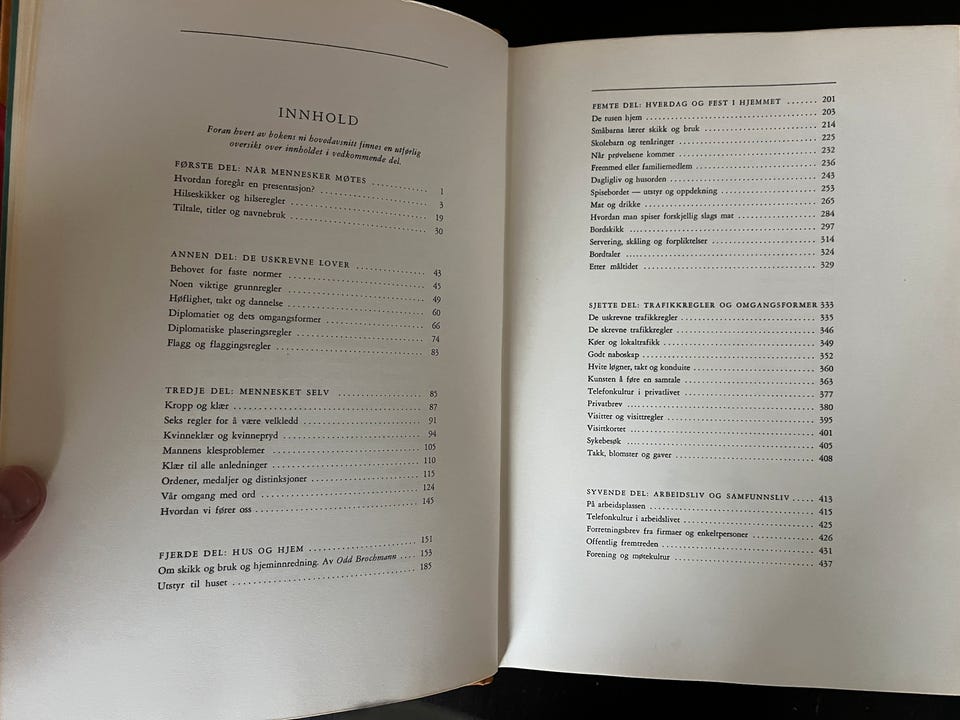 INNHOLD
Foran hvert av bokens ni hovedavsnitt finnes en utførlig
oversikt over innholdet i vedkommende del.
FØRSTE DEL: NÅR MENNESKER MØTES ............ 1
Hvordan foregår en presentasjon? ............ 3
Hilseskikker og hilseregler ............ 19
Tiltale, titler og navnebruk ............ 30
ANNEN DEL: DE USKREVNE LOVER ............ 43
Behovet for faste normer ............ 45
Noen viktige grunnregler ............ 49
Høflighet, takt og dannelse ............ 60
Diplomatiet og dets omgangsformer ............ 66
Diplomatiske plaseringsregler ............ 74
Flagg og flaggingsregler ............ 83
TREDJE DEL: MENNESKET SELV ............ 85
Kropp og klær ............ 87
Seks regler for å være velkledd ............ 91
Kvinneklær og kvinnepryd ............ 94
Mannens klesproblemer ............ 105
Klær til alle anledninger ............ 110
Ordener, medaljer og distinksjoner ............ 115
Vår omgang med ord ............ 124
Hvordan vi fører oss ............ 145
FJERDE DEL: HUS OG HJEM ............ 151
Om skikk og bruk og hjeminnredning. Av Odd Brochmann .... 153
Utstyr til huset ............ 185
FEMTE DEL: HVERDAG OG FEST I HJEMMET ....... 201
De tusen hjem ............ 203
Småbarna lærer skikk og bruk ............ 214
Skolebarn og tenåringer ............ 225
Når prøvelsene kommer ............ 232
Fremmed eller familiemedlem ............ 236
Dagligliv og husorden ............ 243
Spisebordet — utstyr og oppdekning ............ 253
Mat og drikke ............ 265
Hvordan man spiser forskjellig slags mat ............ 284
Bordskikk ............ 297
Servering, skåling og forpliktelser ............ 314
Bordtaler ............ 324
Etter måltidet ............ 329
SJETTE DEL: TRAFIKKREGLER OG OMGANGSFORMER 333
De uskrevne trafikkregler ............ 335
De skrevne trafikkregler ............ 346
Køer og lokaltrafikk ............ 349
Godt naboskap ............ 352
Hvite løgner, takt og konduite ............ 360
Kunsten å føre en samtale ............ 363
Telefonkultur i privatlivet ............ 377
Privatbrev ............ 380
Visitter og visittregler ............ 395
Visittkortet ............ 401
Sykebesøk ............ 405
Takk, blomster og gaver ............ 408
SYVENDE DEL: ARBEIDSLIV OG SAMFUNNSLIV ..... 413
På arbeidsplassen ............ 415
Telefonkultur i arbeidslivet ............ 425
Forretningsbrev fra firmaer og enkeltpersoner ............ 426
Offentlig fremtreden ............ 431
Forening og møtekultur ............ 437